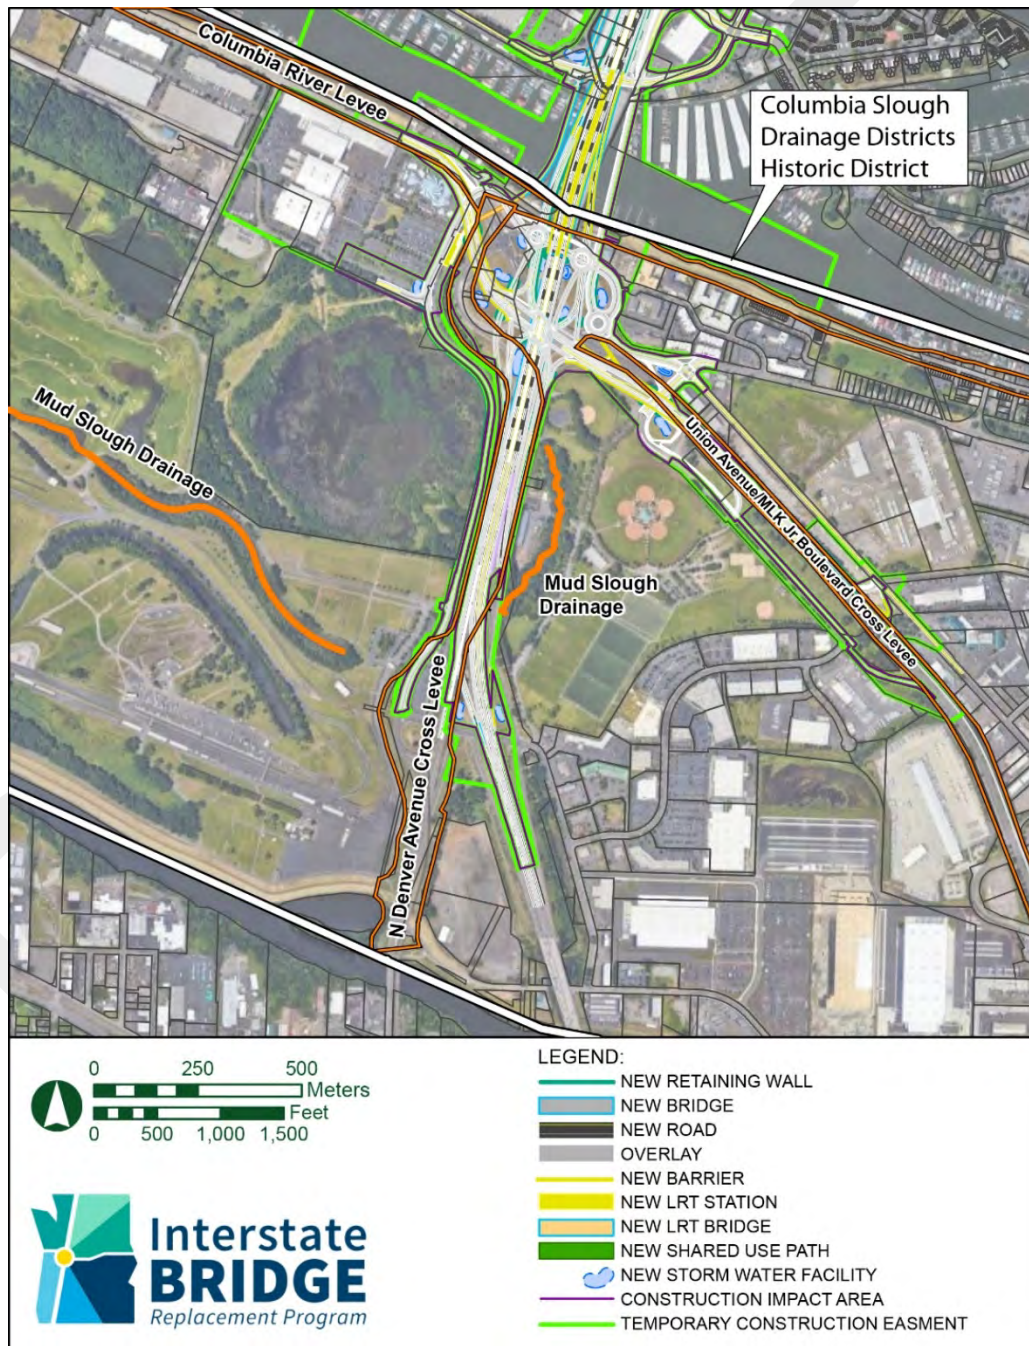 Columbia River Levee
Columbia Slough
Drainage Districts
Historic District
Mud Slough Drainage
Union Avenue/MLK Jr Boulevard Cross Levee
Mud Slough
Drainage
N Denver Avenue Cross Levee
0 250 500
Meters
Feet
0 500 1,000 1,500
Interstate
BRIDGE
Replacement Program
LEGEND:
NEW RETAINING WALL
NEW BRIDGE
NEW ROAD
OVERLAY
NEW BARRIER
NEW LRT STATION
NEW LRT BRIDGE
NEW SHARED USE PATH
NEW STORM WATER FACILITY
CONSTRUCTION IMPACT AREA
TEMPORARY CONSTRUCTION EASMENT